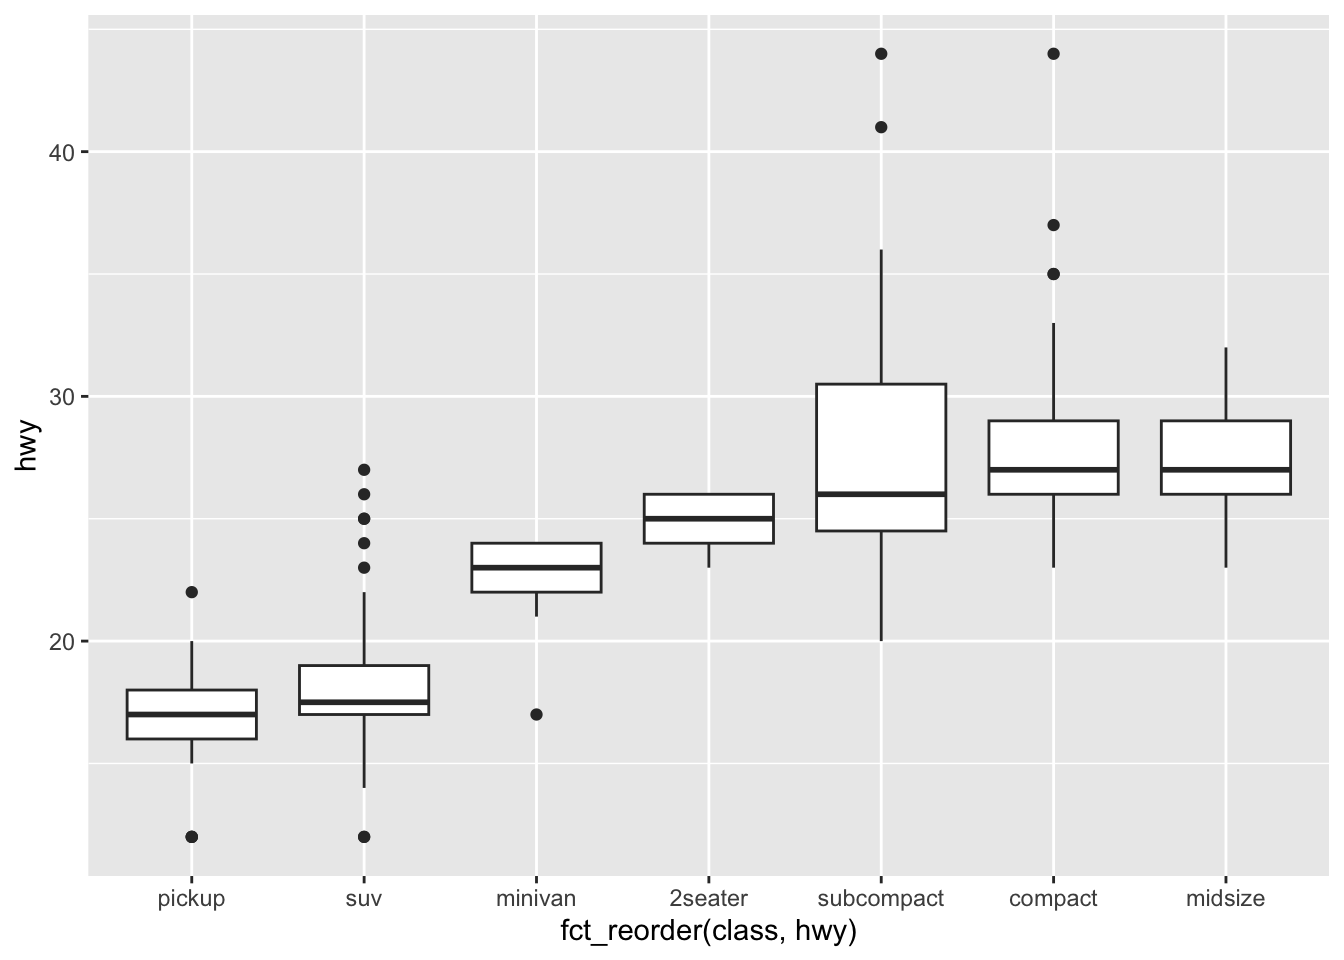 40
30
20
hwy
pickup suv minivan 2seater subcompact compact midsize
fct_reorder(class, hwy)